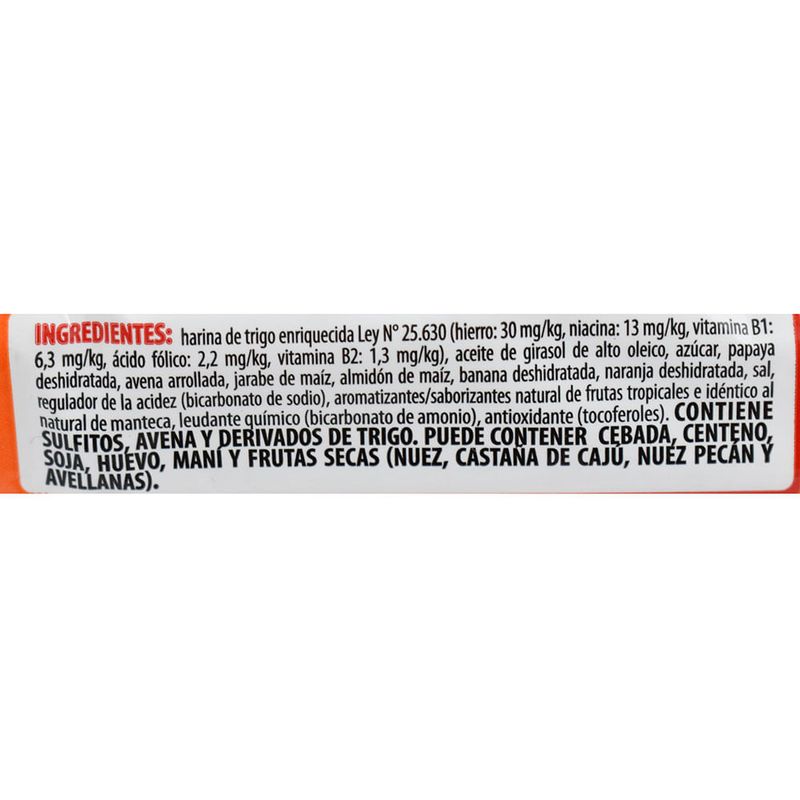 INGREDIENTES: harina de trigo enriquecida Ley N° 25.630 (hierro: 30 mg/kg, niacina: 13 mg/kg, vitamina B1:
6,3 mg/kg, ácido fólico: 2,2 mg/kg, vitamina B2: 1,3 mg/kg), aceite de girasol de alto oleico, azúcar, papaya
deshidratada, avena arrollada, jarabe de maíz, almidón de maíz, banana deshidratada, naranja deshidratada, sal,
regulador de la acidez (bicarbonato de sodio), aromatizantes/saborizantes natural de frutas tropicales e idéntico al
natural de manteca, leudante químico (bicarbonato de amonio), antioxidante (tocoferoles). CONTIENE
SULFITOS, AVENA Y DERIVADOS DE TRIGO. PUEDE CONTENER CEBADA, CENTENO,
SOJA, HUEVO, MANÍ Y FRUTAS SECAS (NUEZ, CASTAÑA DE CAJÚ, NUEZ PECÁN Y
AVELLANAS).